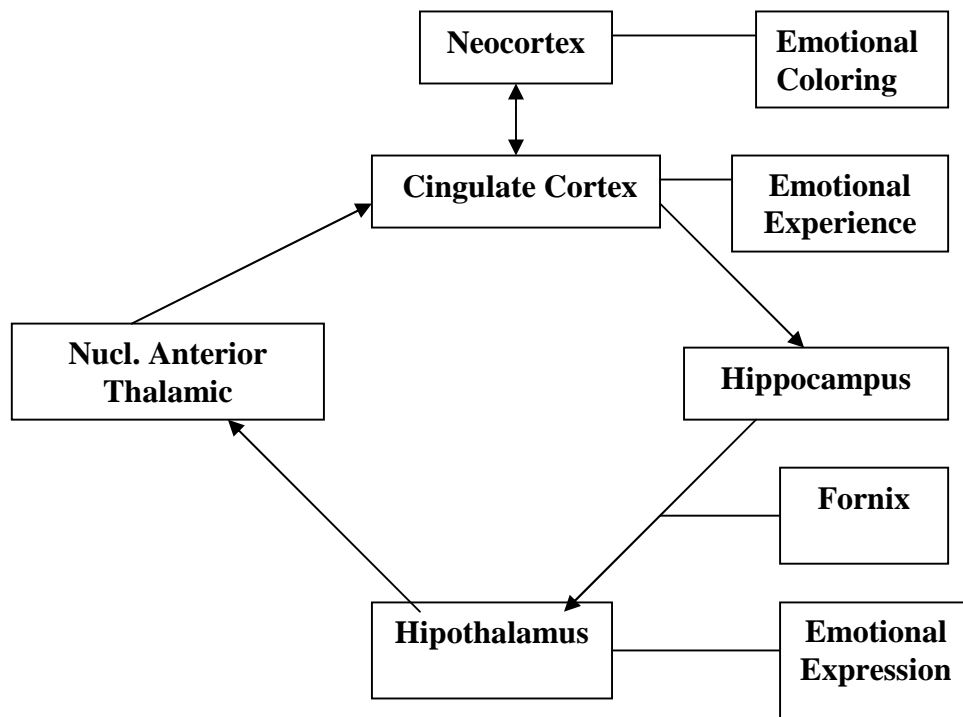 Neocortex
Emotional
Coloring
Cingulate Cortex
Emotional
Experience
Nucl. Anterior
Thalamic
Hippocampus
Fornix
Hipothalamus
Emotional
Expression